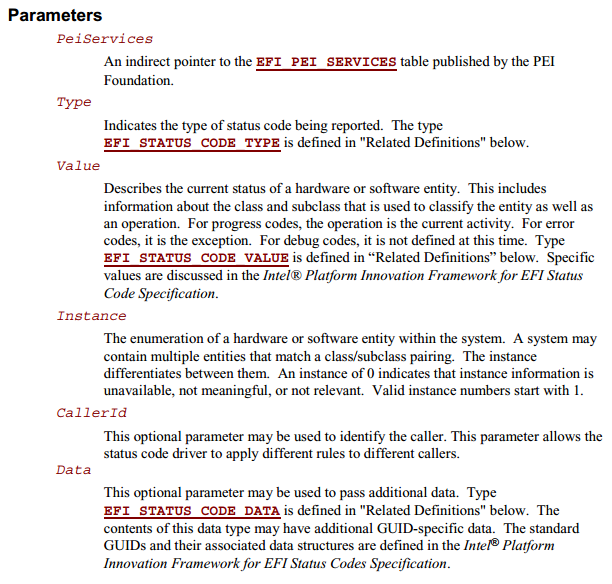 Parameters
PeiServices
An indirect pointer to the EFI_PEI_SERVICES table published by the PEI
Foundation.
Type
Indicates the type of status code being reported. The type
EFI_STATUS_CODE_TYPE is defined in "Related Definitions" below.
Value
Describes the current status of a hardware or software entity. This includes
information about the class and subclass that is used to classify the entity as well as
an operation. For progress codes, the operation is the current activity. For error
codes, it is the exception. For debug codes, it is not defined at this time. Type
EFI_STATUS_CODE_VALUE is defined in “Related Definitions” below. Specific
values are discussed in the Intel® Platform Innovation Framework for EFI Status
Code Specification.
Instance
The enumeration of a hardware or software entity within the system. A system may
contain multiple entities that match a class/subclass pairing. The instance
differentiates between them. An instance of 0 indicates that instance information is
unavailable, not meaningful, or not relevant. Valid instance numbers start with 1.
CallerId
This optional parameter may be used to identify the caller. This parameter allows the
status code driver to apply different rules to different callers.
Data
This optional parameter may be used to pass additional data. Type
EFI_STATUS_CODE_DATA is defined in "Related Definitions" below. The
contents of this data type may have additional GUID-specific data. The standard
GUIDs and their associated data structures are defined in the Intel® Platform
Innovation Framework for EFI Status Codes Specification.